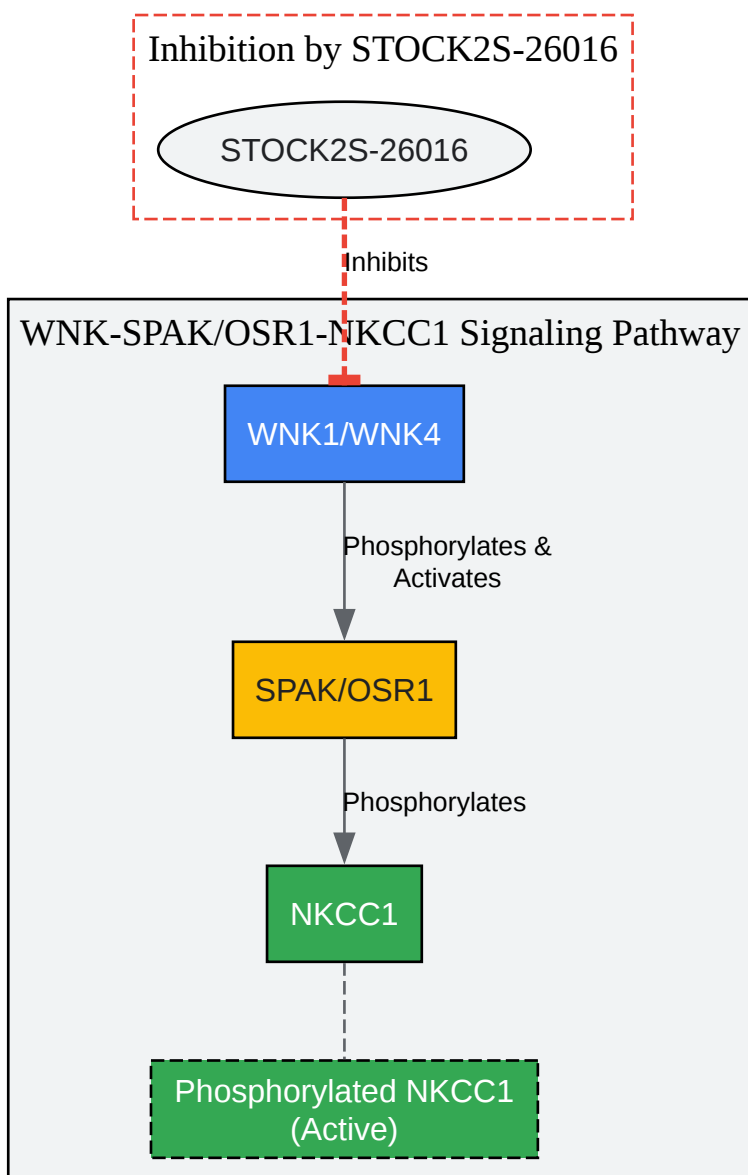 Inhibition by STOCK2S-26016
STOCK2S-26016
Inhibits
WNK-SPAK/OSR1-NKCC1 Signaling Pathway
WNK1/WNK4
Phosphorylates &
Activates
SPAK/OSR1
Phosphorylates
NKCC1
Phosphorylated NKCC1
(Active)